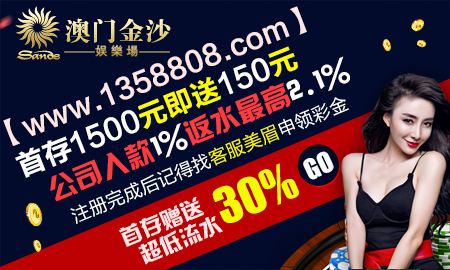 澳门金沙
娱樂場
Sands
【www.1358808.com】
首存1500元即送150元
公司入款1%返水最高2.1%
注册完成后记得找客服美眉申领彩金
首存赠送
超低流水
30%
GO